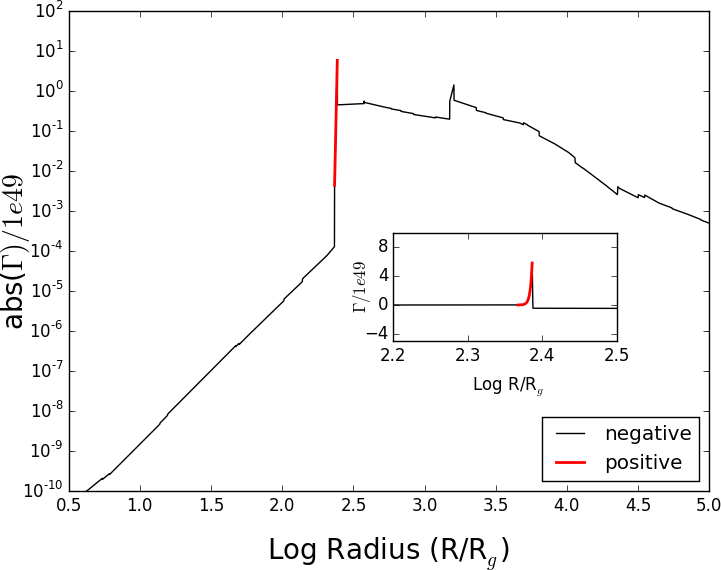 abs(Γ)/1e49
10^2
10^1
10^0
10^-1
10^-2
10^-3
10^-4
10^-5
10^-6
10^-7
10^-8
10^-9
10^-10
0.5 1.0 1.5 2.0 2.5 3.0 3.5 4.0 4.5 5.0
Log Radius (R/R_g)
Γ/1e49
8
4
0
−4
2.2 2.3 2.4 2.5
Log R/R_g
negative
positive